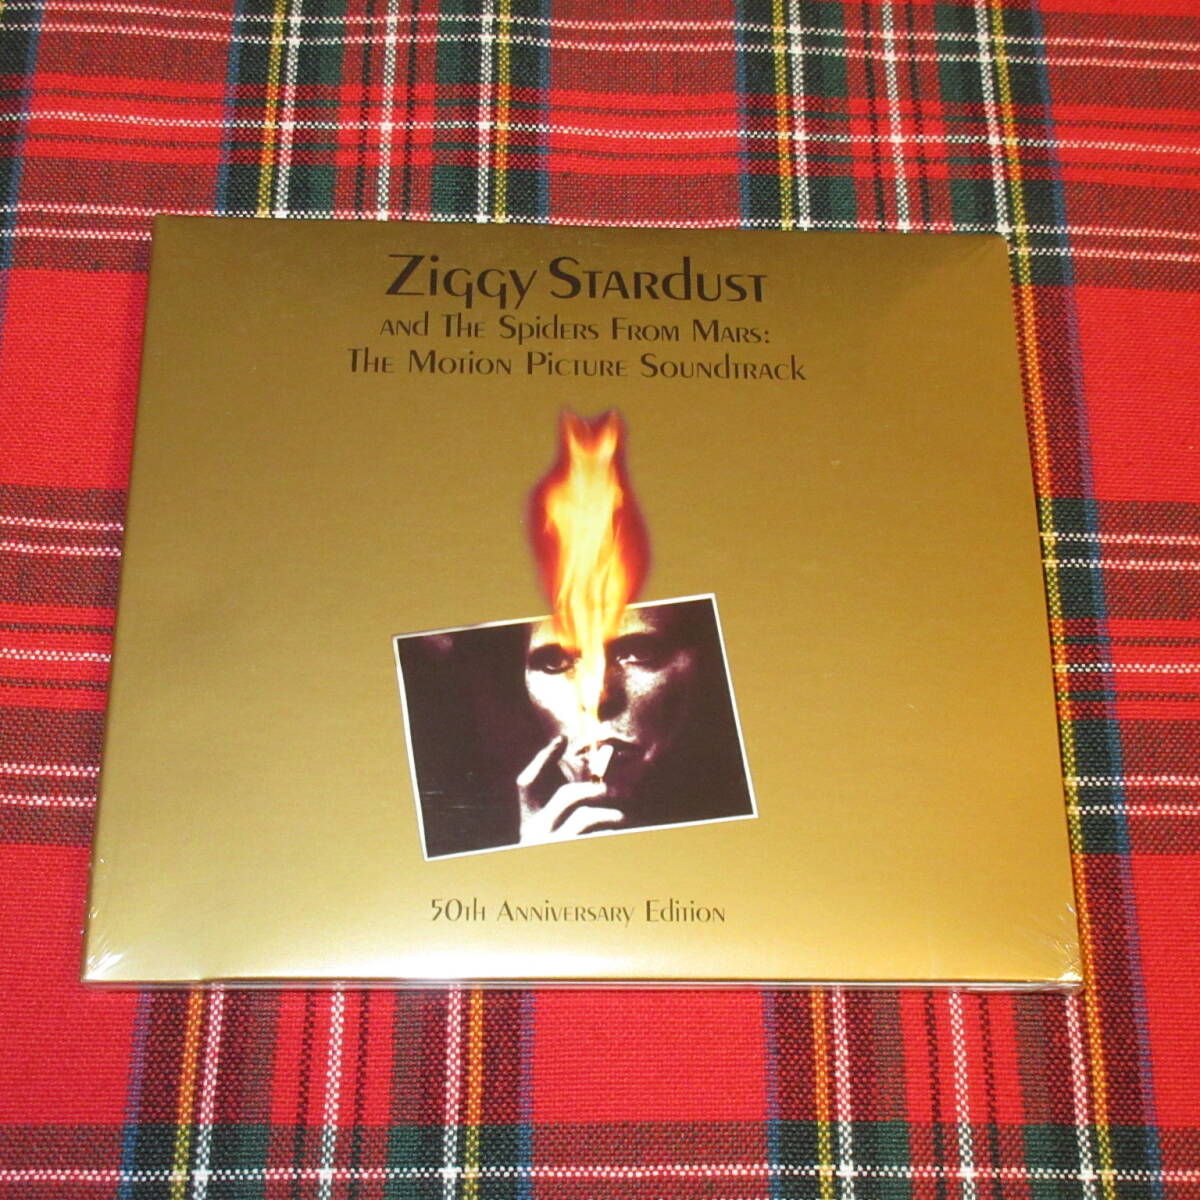 Ziggy Stardust
and The Spiders From Mars:
The Motion Picture Soundtrack
50th Anniversary Edition